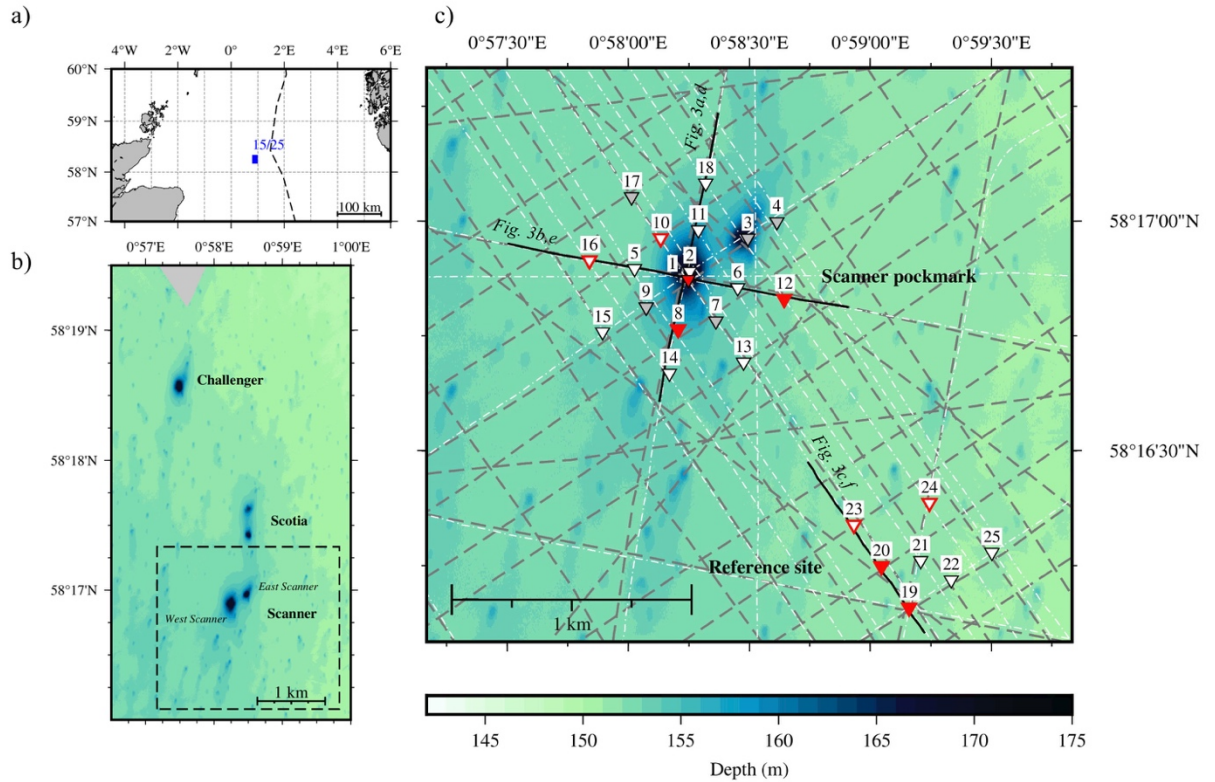 a)
4°W 2°W 0° 2°E 4°E 6°E
60°N
59°N
58°N
57°N
15/25
100 km
b)
0°57'E 0°58'E 0°59'E 1°00'E
58°19'N
58°18'N
58°17'N
Challenger
Scotia
East Scanner
West Scanner
Scanner
1 km
c)
0°57'30"E 0°58'00"E 0°58'30"E 0°59'00"E 0°59'30"E
58°17'00"N
58°16'30"N
Fig. 3a,d
18
17
4
11
10
3
Fig. 3b,e
16
5
1
2
6
12
Scanner pockmark
9
7
8
15
14
13
Fig. 3c,f
24
23
25
21
20
22
Reference site
19
1 km
145 150 155 160 165 170 175
Depth (m)